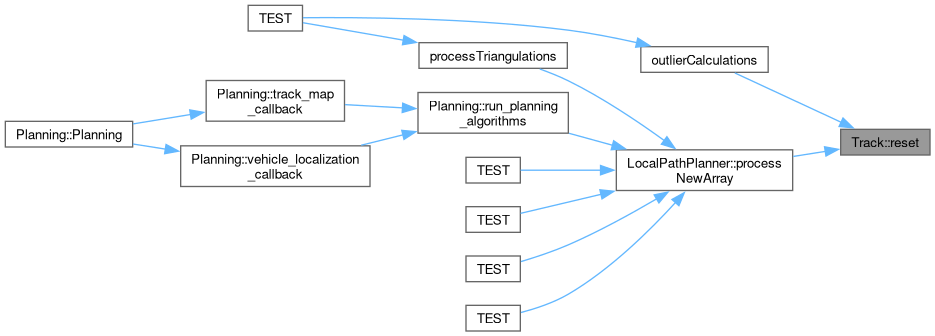 TEST
processTriangulations
outlierCalculations
Planning::track_map
_callback
Planning::run_planning
_algorithms
Planning::Planning
Track::reset
Planning::vehicle_localization
_callback
LocalPathPlanner::process
NewArray
TEST
TEST
TEST
TEST